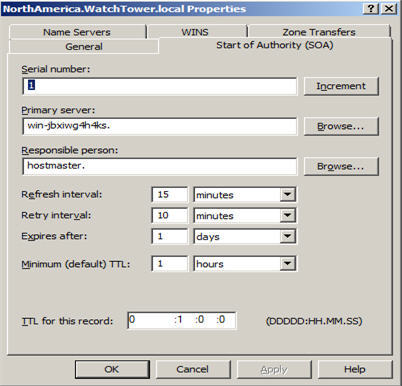 NorthAmerica.WatchTower.local Properties
Name Servers WINS Zone Transfers
General Start of Authority (SOA)
Serial number:
1 Increment
Primary server:
win-jbxiwg4h4ks. Browse...
Responsible person:
hostmaster. Browse...
Refresh interval: 15 minutes
Retry interval: 10 minutes
Expires after: 1 days
Minimum (default) TTL: 1 hours
TTL for this record: 0 :1 :0 :0 (DDDDD:HH.MM.SS)
OK Cancel Apply Help